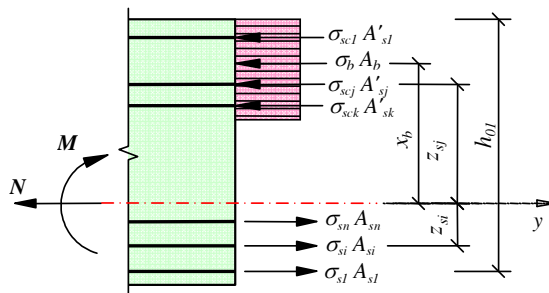 σsc1 A's1
σb Ab
σscj A'sj
σsck A'sk
M
N
xb
zsj
h01
zsi
y
σsn Asn
σsi Asi
σs1 As1